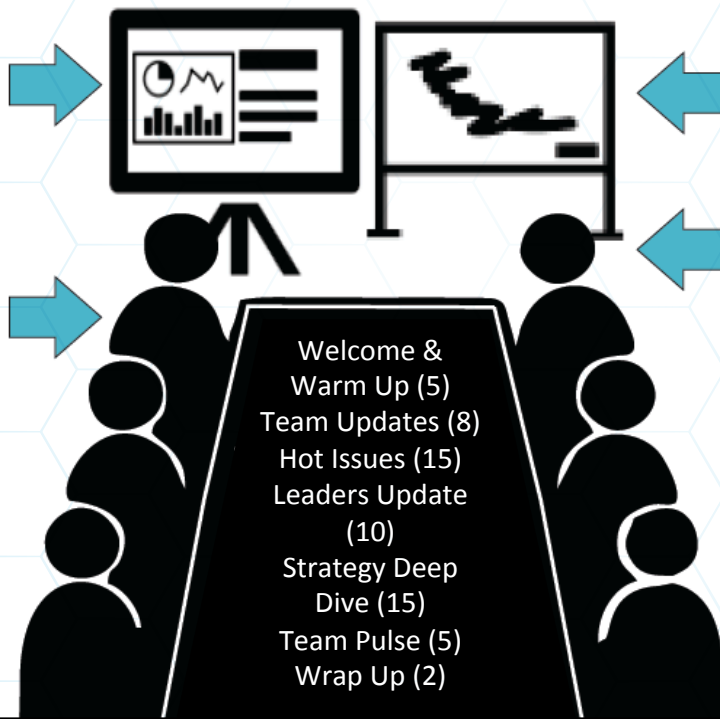 Welcome &
Warm Up (5)
Team Updates (8)
Hot Issues (15)
Leaders Update
(10)
Strategy Deep
Dive (15)
Team Pulse (5)
Wrap Up (2)